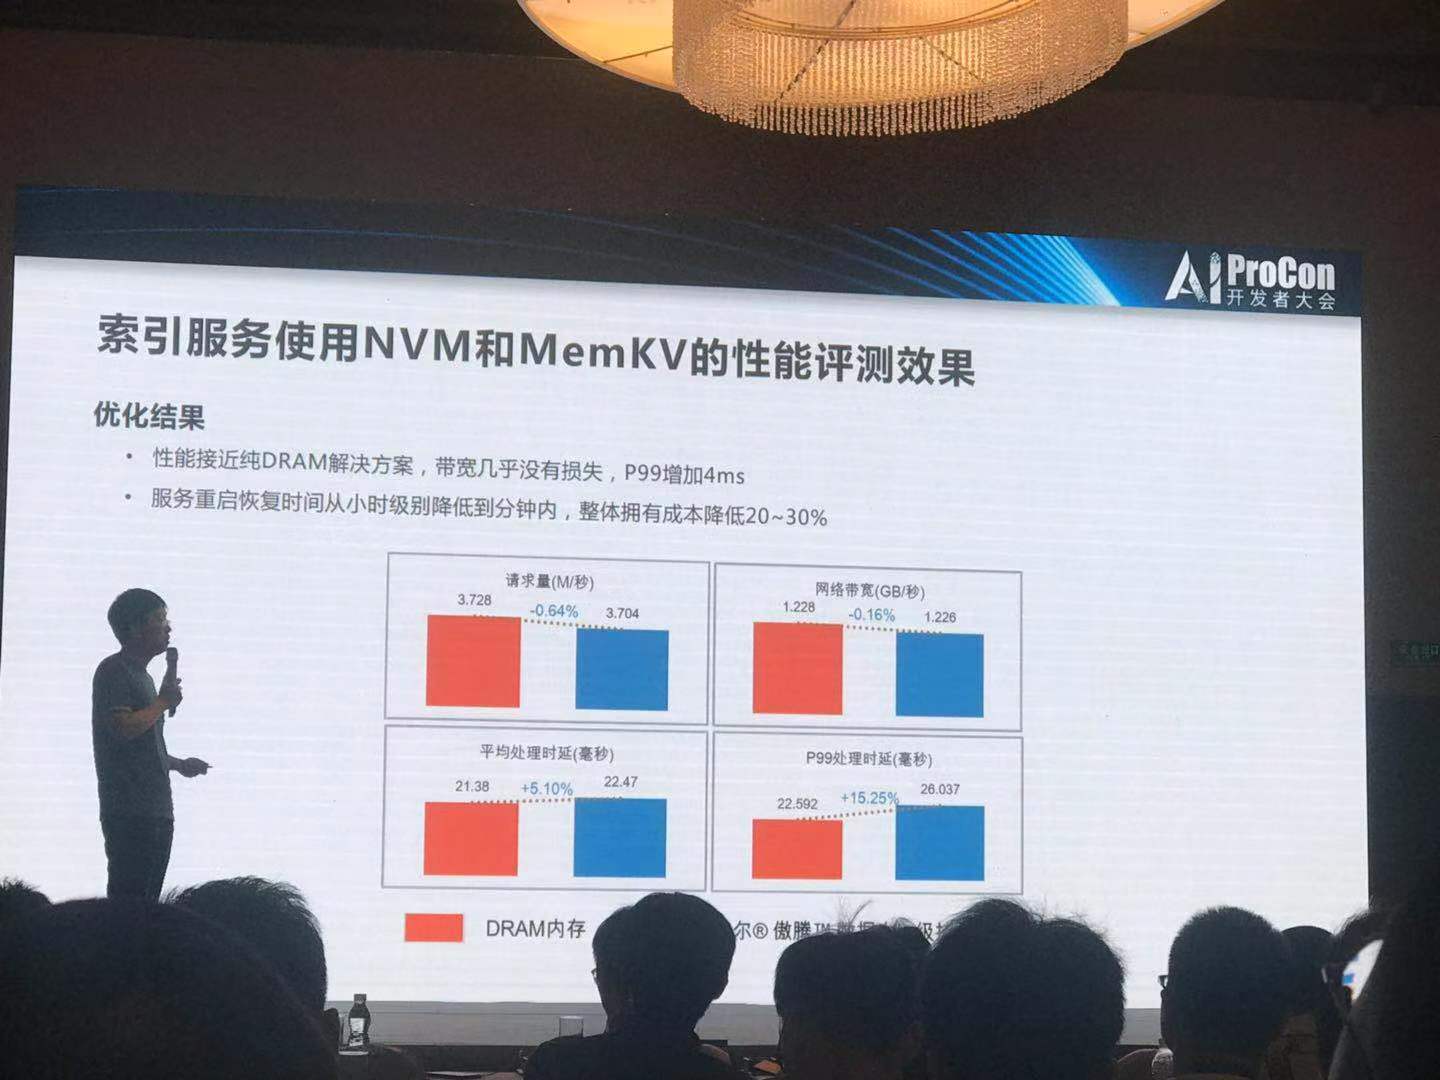 AI ProCon
开发者大会
索引服务使用NVM和MemKV的性能评测效果
优化结果
• 性能接近纯DRAM解决方案，带宽几乎没有损失，P99增加4ms
• 服务重启恢复时间从小时级别降低到分钟内，整体拥有成本降低20~30%
请求量(M/秒)
3.728 -0.64% 3.704
网络带宽(GB/秒)
1.228 -0.16% 1.226
平均处理时延(毫秒)
21.38 +5.10% 22.47
P99处理时延(毫秒)
22.592 +15.25% 26.037
DRAM内存 尔® 傲腾™ 数据 级